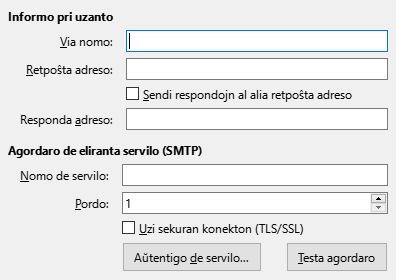 Informo pri uzanto
Via nomo:
Retpoŝta adreso:
Sendi respondojn al alia retpoŝta adreso
Responda adreso:
Agordaro de eliranta servilo (SMTP)
Nomo de servilo:
Pordo: 1
Uzi sekuran konekton (TLS/SSL)
Aŭtentigo de servilo... Testa agordaro